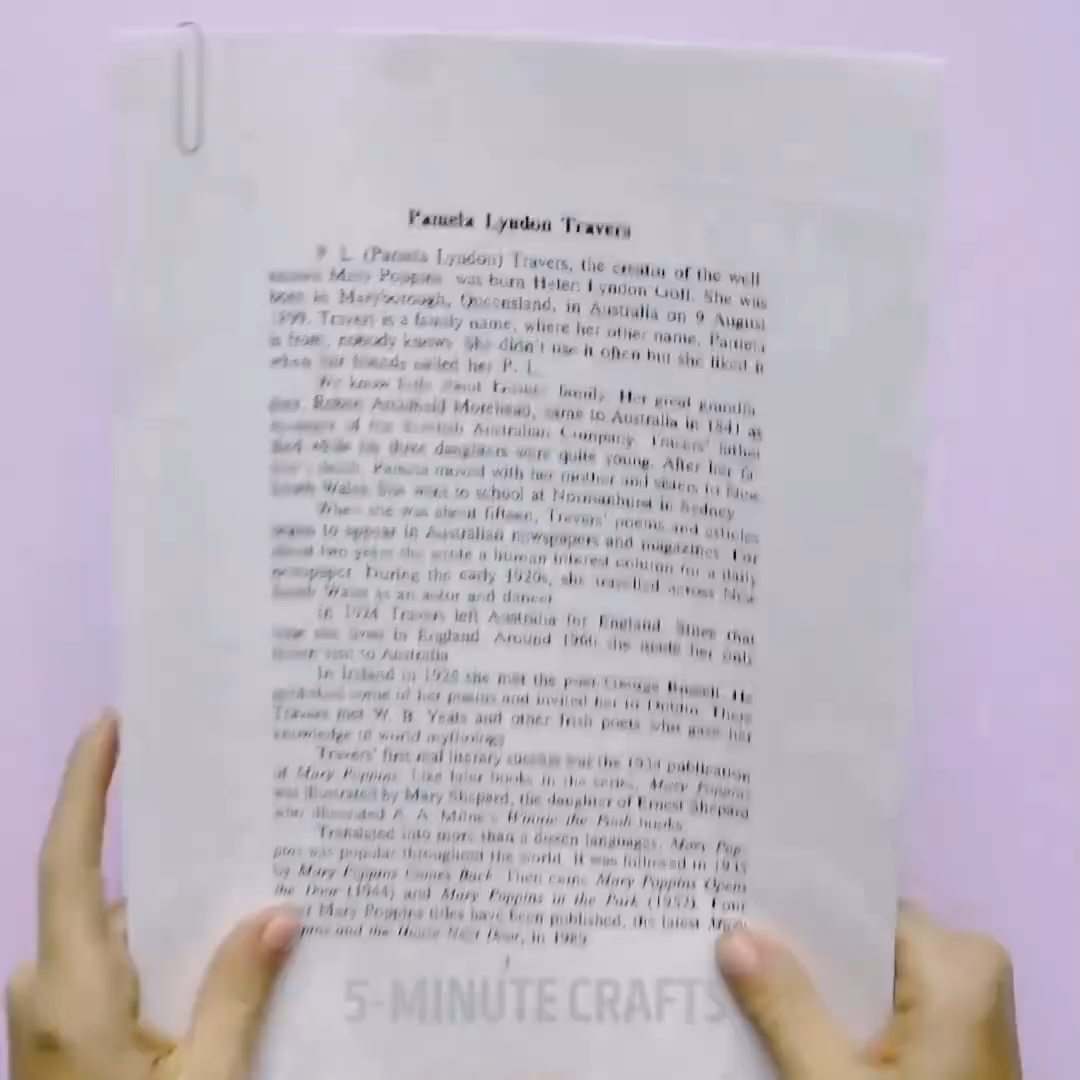 Pamela Lyndon Travers
P. L. (Pamela Lyndon) Travers, the creator of the well
Mary Poppins was born Helen Lyndon Goff. She was
born in Maryborough, Queensland, in Australia on 9 August
1899. Travers is a family name, where her other name, Pamela
is from, nobody knows. She didn't use it often but she liked it
when her friends called her P. L.
We know little about family. Her great grandfa
Morehead, came to Australia in 1841 as
of the Scottish Australian Company. Travers' father
died while his three daughters were quite young. After her fa
death, Pamela moved with her mother and sisters to New
South Wales. She went to school at Normanhurst in Sydney
When she was about fifteen, Travers' poems and articles
to appear in Australian newspapers and magazines. For
about two years she wrote a human interest column for a daily
newspaper. During the early 1920s, she travelled across New
South Wales as an actor and dancer
In 1924 Travers left Australia for England. Since that
time she lives in England. Around 1960 she made her only
visit to Australia
In Ireland in she met the poet George Russell. He
published some of her poems and invited her to Dublin. There
Travers met W. B. Yeats and other Irish poets who gave her
knowledge of world mythology
Travers' first real literary success was the 1934 publication
of Mary Poppins. Like later books in the series, Mary Poppins
was illustrated by Mary Shepard, the daughter of Ernest Shepard
who illustrated A. A. Milne's Winnie the Pooh books
Translated into more than a dozen languages, Mary Pop-
pins was popular throughout the world. It was followed in 1935
by Mary Poppins Comes Back. Then came Mary Poppins Opens
the Door (1944) and Mary Poppins in the Park (1952). Four
Mary Poppins titles have been published, the latest Mary
and the House Next Door, in
5-MINUTE CRAFTS